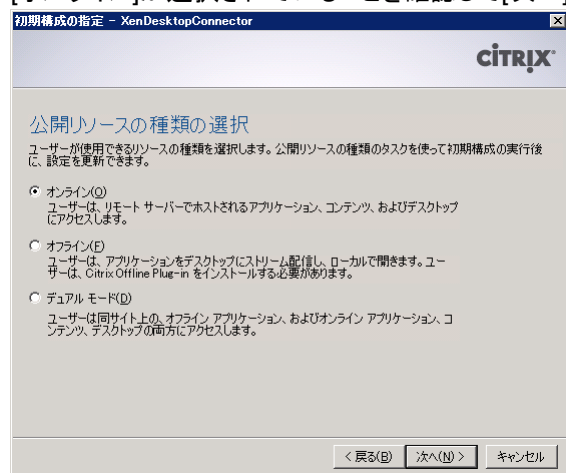 初期構成の指定 - XenDesktopConnector
CITRIX
公開リソースの種類の選択
ユーザーが使用できるリソースの種類を選択します。公開リソースの種類のタスクを使って初期構成の実行後
に、設定を更新できます。
オンライン(O)
ユーザーは、リモート サーバーでホストされるアプリケーション、コンテンツ、およびデスクトップ
にアクセスします。
オフライン(F)
ユーザーは、アプリケーションをデスクトップにストリーム配信し、ローカルで開きます。ユー
ザーは、Citrix Offline Plug-in をインストールする必要があります。
デュアル モード(D)
ユーザーは同サイト上の、オフライン アプリケーション、およびオンライン アプリケーション、コ
ンテンツ、デスクトップの両方にアクセスします。
< 戻る(B) 次へ(N) > キャンセル